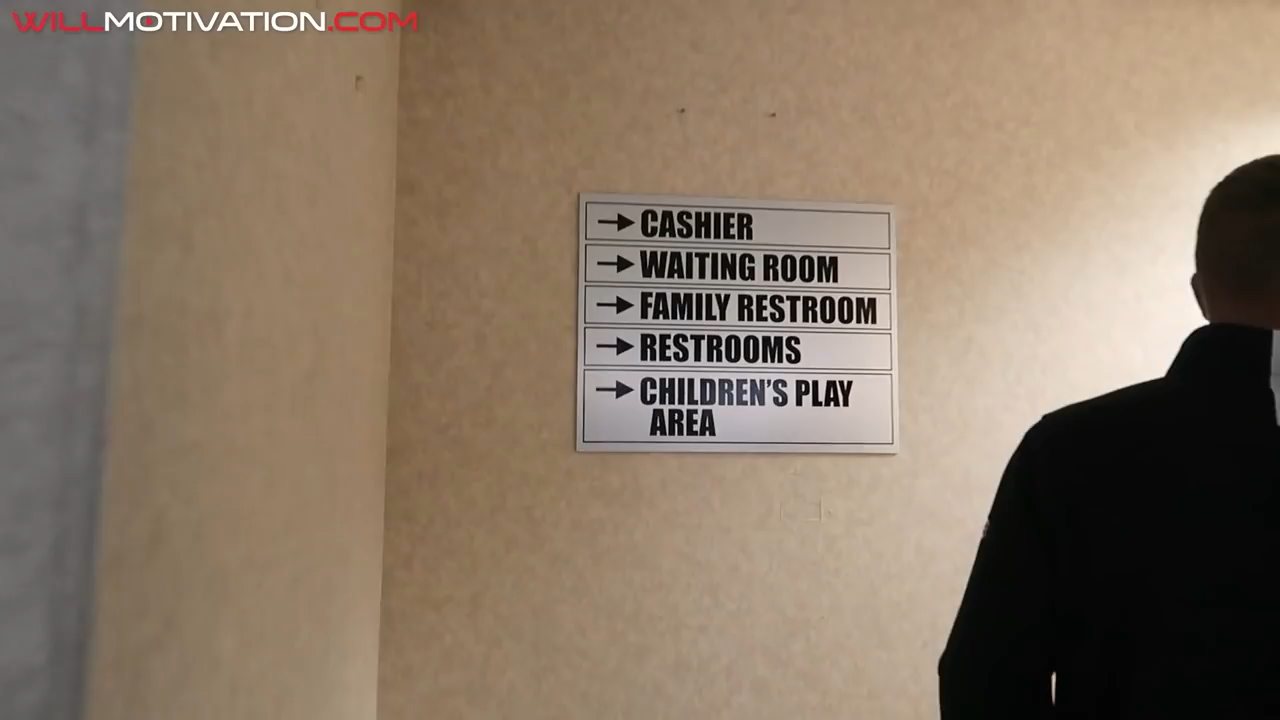 WILLMOTIVATION.COM
→ CASHIER
→ WAITING ROOM
→ FAMILY RESTROOM
→ RESTROOMS
→ CHILDREN'S PLAY
AREA